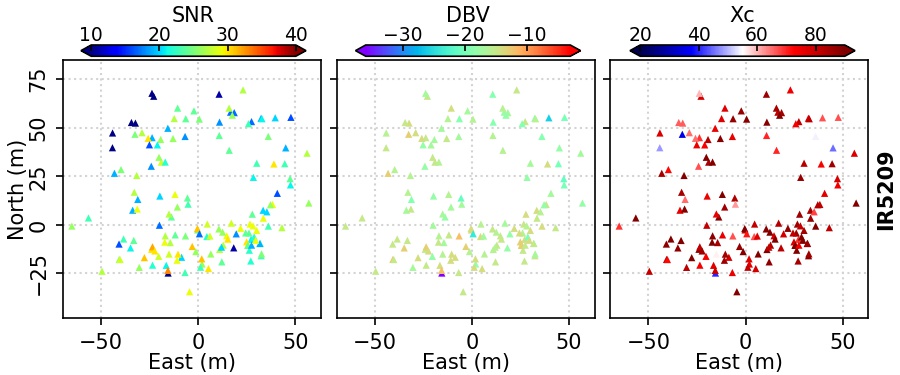 SNR
DBV
Xc
10 20 30 40
−30 −20 −10
20 40 60 80
75
50
25
0
−25
North (m)
−50 0 50
−50 0 50
−50 0 50
East (m)
East (m)
East (m)
IR5209